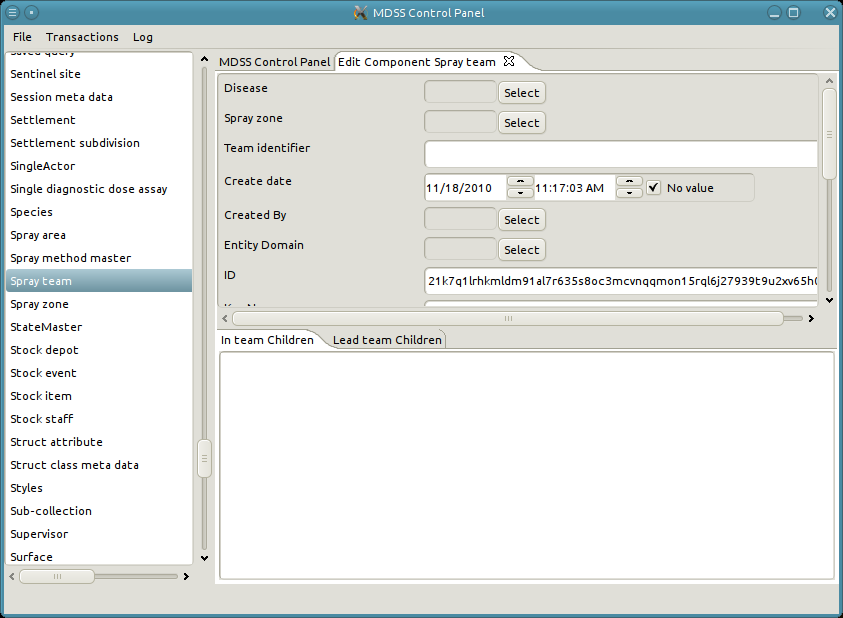 MDSS Control Panel
File Transactions Log
Saved query
Sentinel site
Session meta data
Settlement
Settlement subdivision
SingleActor
Single diagnostic dose assay
Species
Spray area
Spray method master
Spray team
Spray zone
StateMaster
Stock depot
Stock event
Stock item
Stock staff
Struct attribute
Struct class meta data
Styles
Sub-collection
Supervisor
Surface
MDSS Control Panel Edit Component Spray team
Disease Select
Spray zone Select
Team identifier
Create date 11/18/2010 11:17:03 AM No value
Created By Select
Entity Domain Select
ID 21k7q1lrhkmldm91al7r635s8oc3mcvnqqmon15rql6j27939t9u2xv65h0
In team Children Lead team Children